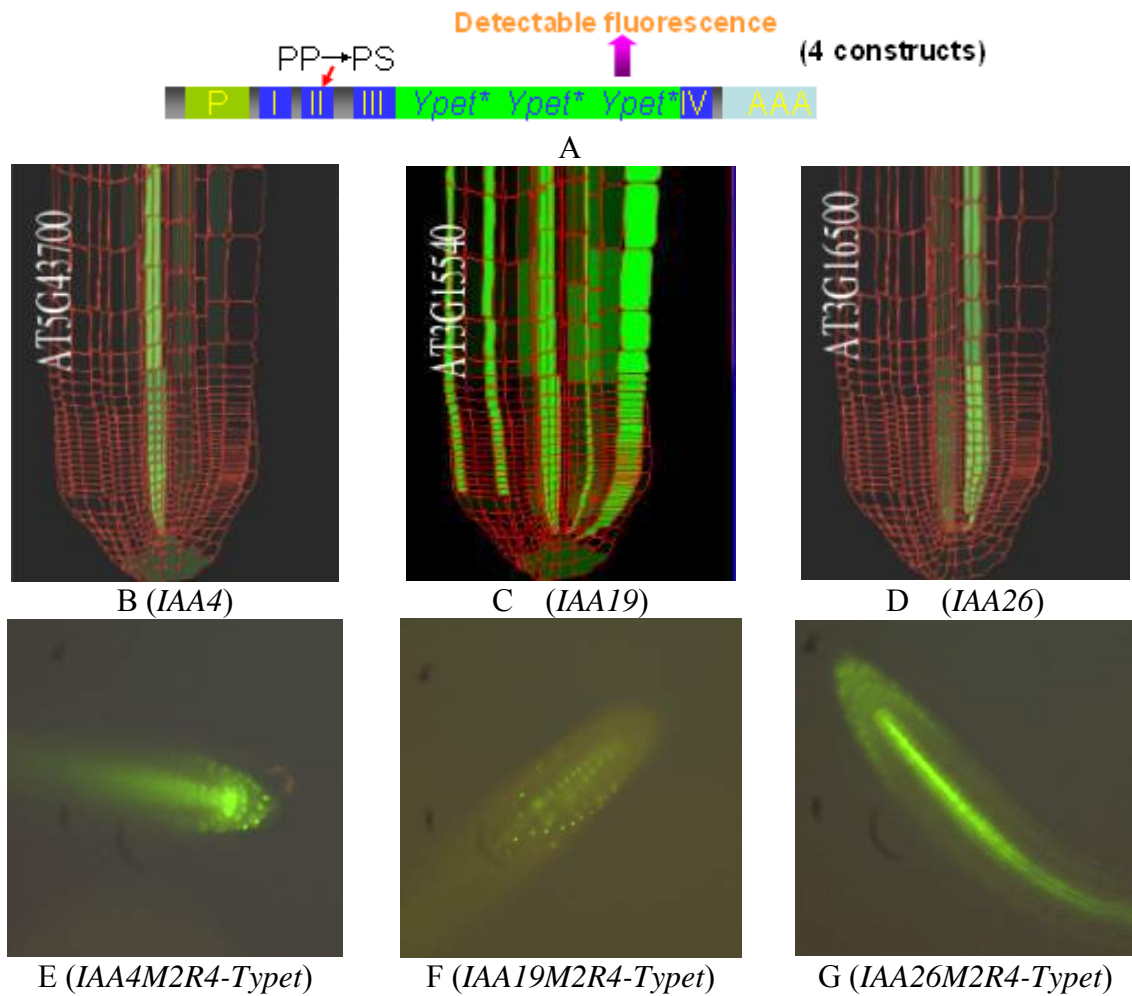 Detectable fluorescence
(4 constructs)
PP→PS
P I II III Ypet* Ypet* Ypet* IV AAA
A
AT5G43700
AT3G15540
AT3G16500
B (IAA4)
C (IAA19)
D (IAA26)
E (IAA4M2R4-Typet)
F (IAA19M2R4-Typet)
G (IAA26M2R4-Typet)